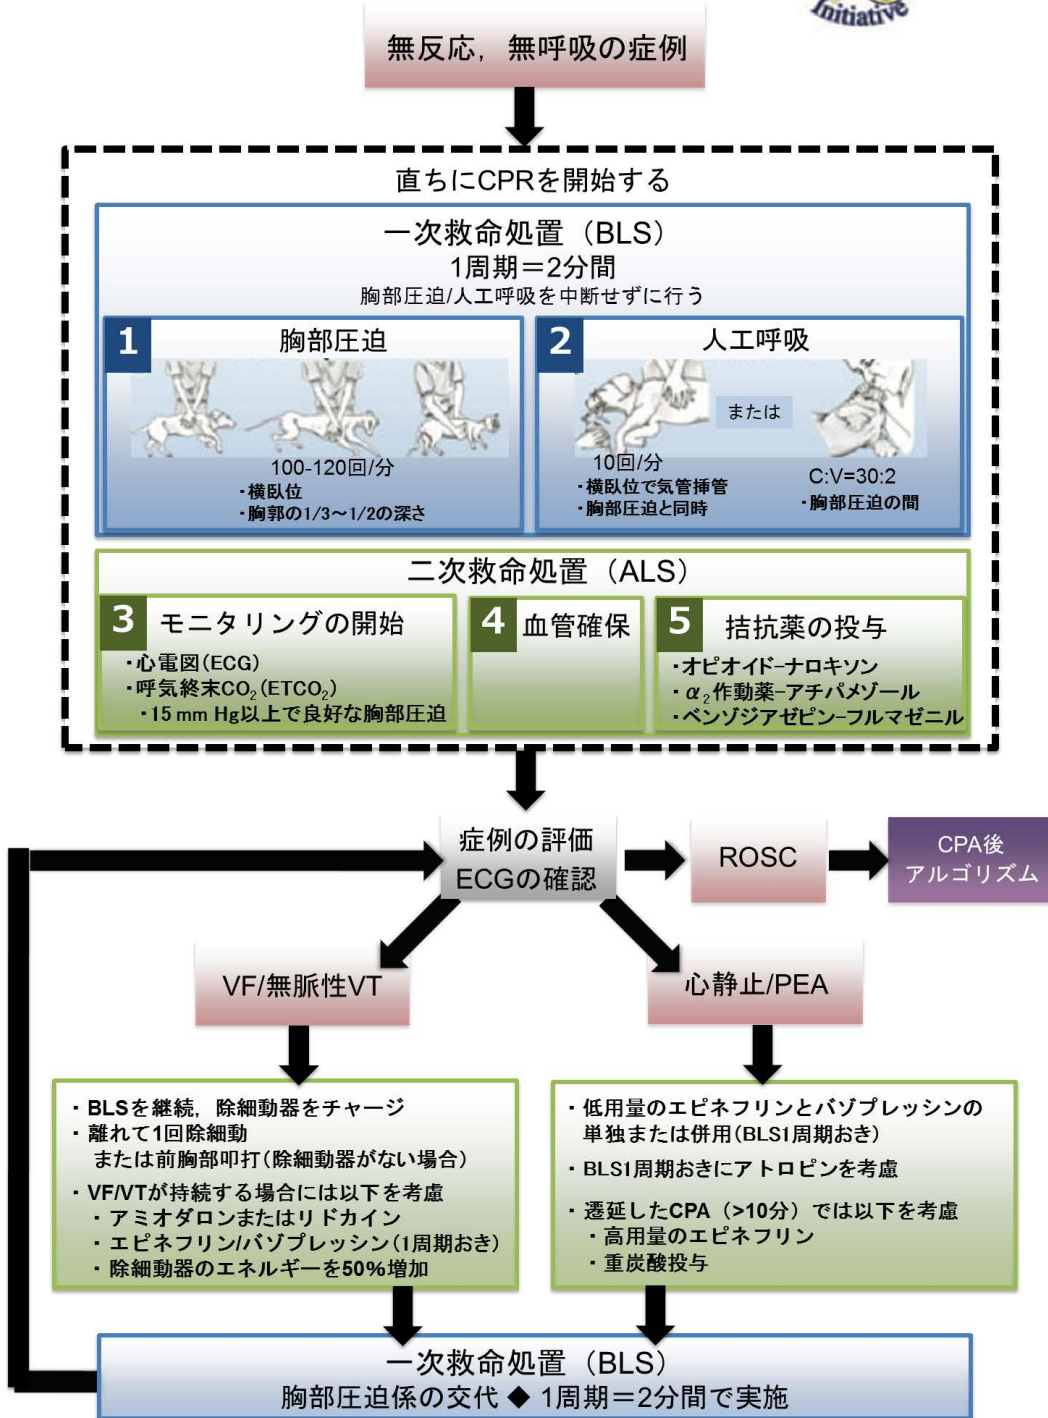 Initiative
無反応，無呼吸の症例
直ちにCPRを開始する
一次救命処置（BLS）
1周期＝2分間
胸部圧迫/人工呼吸を中断せずに行う
1 胸部圧迫
100-120回/分
・横臥位
・胸郭の1/3～1/2の深さ
2 人工呼吸
または
10回/分
・横臥位で気管挿管
・胸部圧迫と同時
C:V=30:2
・胸部圧迫の間
二次救命処置（ALS）
3 モニタリングの開始
・心電図(ECG)
・呼気終末CO₂(ETCO₂)
・15 mm Hg以上で良好な胸部圧迫
4 血管確保
5 拮抗薬の投与
・オピオイド–ナロキソン
・α₂作動薬–アチパメゾール
・ベンゾジアゼピン–フルマゼニル
症例の評価
ECGの確認
ROSC
CPA後
アルゴリズム
VF/無脈性VT
心静止/PEA
・BLSを継続，除細動器をチャージ
・離れて1回除細動
または前胸部叩打(除細動器がない場合)
・VF/VTが持続する場合には以下を考慮
・アミオダロンまたはリドカイン
・エピネフリン/バゾプレッシン(1周期おき)
・除細動器のエネルギーを50%増加
・低用量のエピネフリンとバゾプレッシンの
単独または併用(BLS1周期おき)
・BLS1周期おきにアトロピンを考慮
・遷延したCPA（>10分）では以下を考慮
・高用量のエピネフリン
・重炭酸投与
一次救命処置（BLS）
胸部圧迫係の交代 ◆ 1周期＝2分間で実施